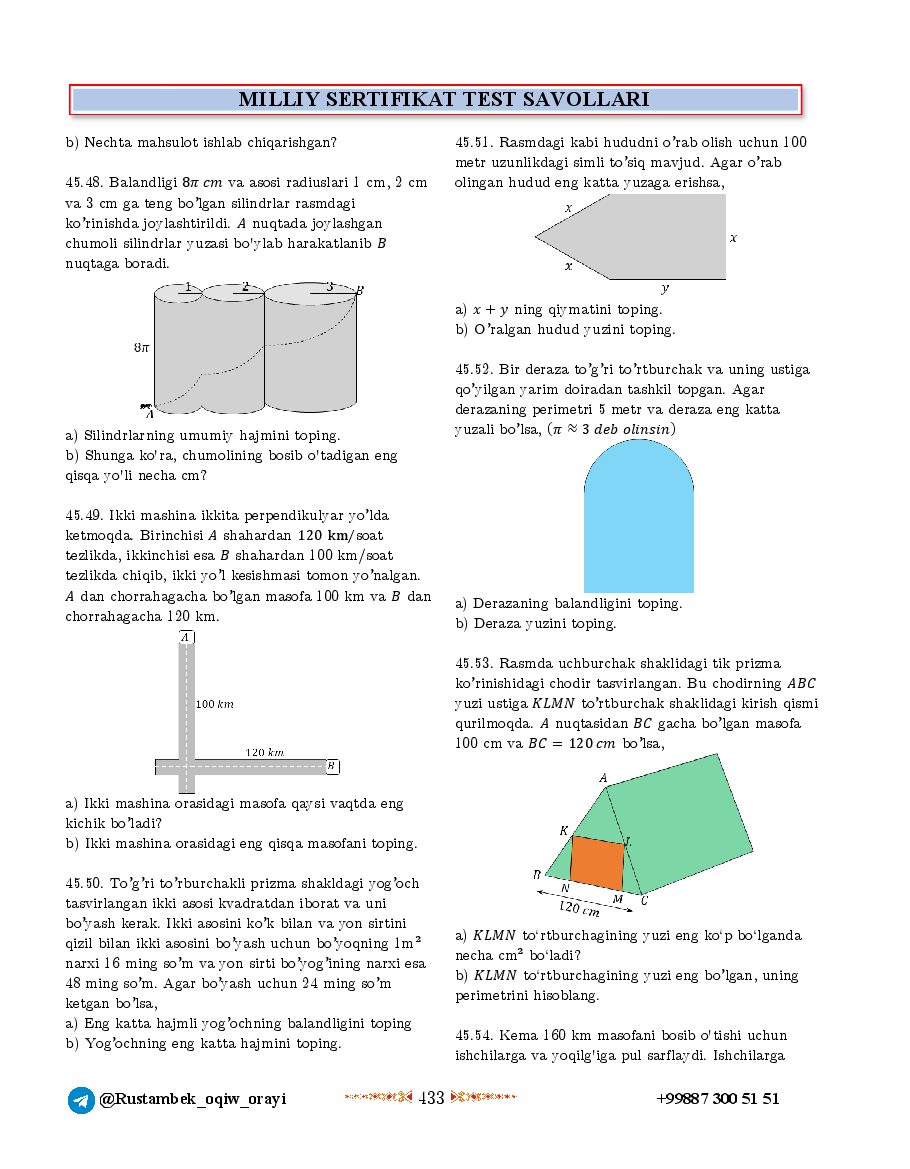 MILLIY SERTIFIKAT TEST SAVOLLARI
b) Nechta mahsulot ishlab chiqarishgan?
45.48. Balandligi 8π cm va asosi radiuslari 1 cm, 2 cm
va 3 cm ga teng bo'lgan silindrlar rasmdagi
ko'rinishda joylashtirildi. A nuqtada joylashgan
chumoli silindrlar yuzasi bo'ylab harakatlanib B
nuqtaga boradi.
1 2 3 B
8π
A
a) Silindrlarning umumiy hajmini toping.
b) Shunga ko'ra, chumolining bosib o'tadigan eng
qisqa yo'li necha cm?
45.49. Ikki mashina ikkita perpendikulyar yo'lda
ketmoqda. Birinchisi A shahardan 120 km/soat
tezlikda, ikkinchisi esa B shahardan 100 km/soat
tezlikda chiqib, ikki yo'l kesishmasi tomon yo'nalgan.
A dan chorrahagacha bo'lgan masofa 100 km va B dan
chorrahagacha 120 km.
A
100 km
120 km
B
a) Ikki mashina orasidagi masofa qaysi vaqtda eng
kichik bo'ladi?
b) Ikki mashina orasidagi eng qisqa masofani toping.
45.50. To'g'ri to'rburchakli prizma shakldagi yog'och
tasvirlangan ikki asosi kvadratdan iborat va uni
bo'yash kerak. Ikki asosini ko'k bilan va yon sirtini
qizil bilan ikki asosini bo'yash uchun bo'yoqning 1m²
narxi 16 ming so'm va yon sirti bo'yog'ining narxi esa
48 ming so'm. Agar bo'yash uchun 24 ming so'm
ketgan bo'lsa,
a) Eng katta hajmli yog'ochning balandligini toping
b) Yog'ochning eng katta hajmini toping.
45.51. Rasmdagi kabi hududni o'rab olish uchun 100
metr uzunlikdagi simli to'siq mavjud. Agar o'rab
olingan hudud eng katta yuzaga erishsa,
x
x
x
y
a) x + y ning qiymatini toping.
b) O'ralgan hudud yuzini toping.
45.52. Bir deraza to'g'ri to'rtburchak va uning ustiga
qo'yilgan yarim doiradan tashkil topgan. Agar
derazaning perimetri 5 metr va deraza eng katta
yuzali bo'lsa, (π ≈ 3 deb olinsin)
a) Derazaning balandligini toping.
b) Deraza yuzini toping.
45.53. Rasmda uchburchak shaklidagi tik prizma
ko'rinishidagi chodir tasvirlangan. Bu chodirning ABC
yuzi ustiga KLMN to'rtburchak shaklidagi kirish qismi
qurilmoqda. A nuqtasidan BC gacha bo'lgan masofa
100 cm va BC = 120 cm bo'lsa,
A
K
L
B
N
M
C
120 cm
a) KLMN to‘rtburchagining yuzi eng ko‘p bo‘lganda
necha cm² bo‘ladi?
b) KLMN to‘rtburchagining yuzi eng bo‘lgan, uning
perimetrini hisoblang.
45.54. Kema 160 km masofani bosib o'tishi uchun
ishchilarga va yoqilg'iga pul sarflaydi. Ishchilarga
@Rustambek_oqiw_orayi
433
+99887 300 51 51